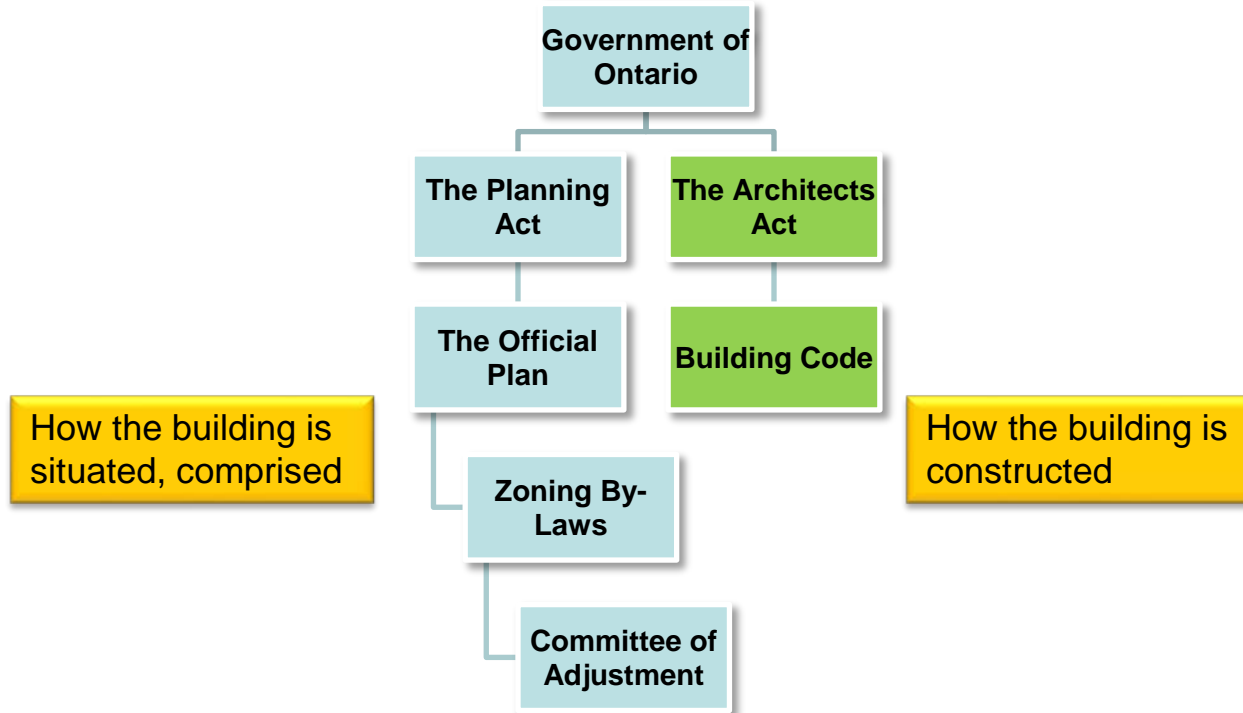 Government of
Ontario
The Planning
Act
The Architects
Act
The Official
Plan
Building Code
How the building is
situated, comprised
How the building is
constructed
Zoning By-
Laws
Committee of
Adjustment